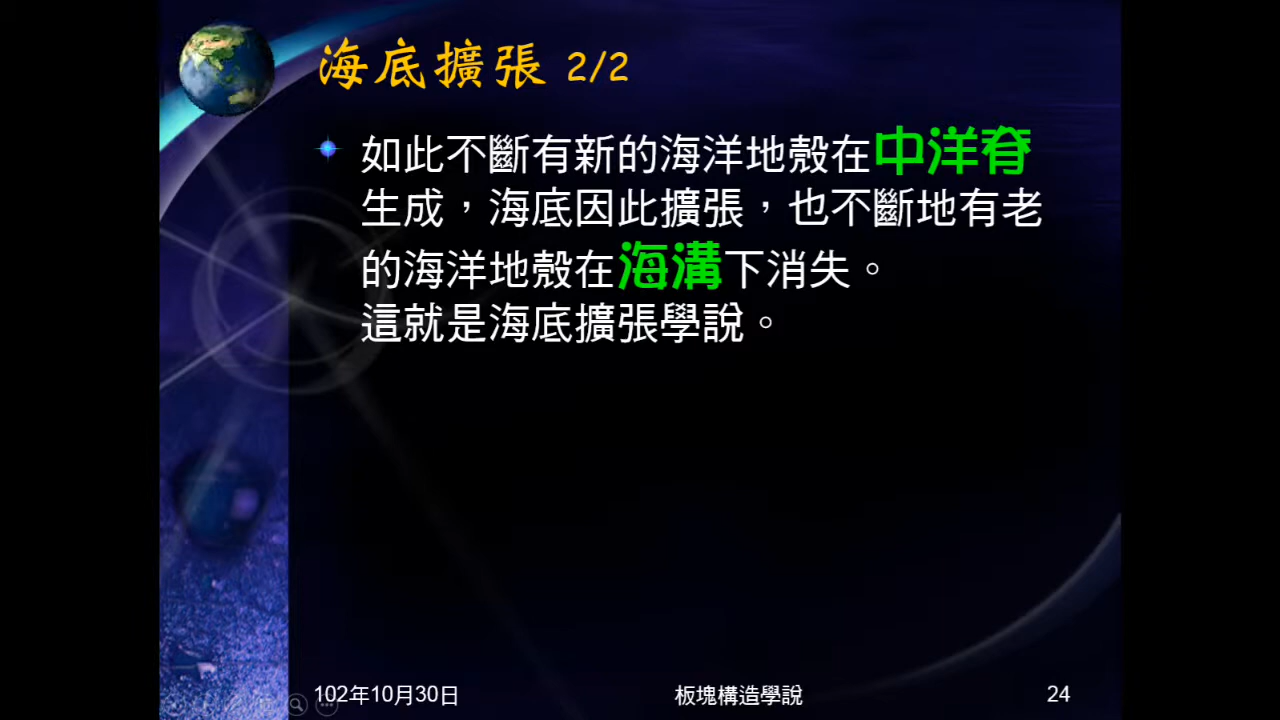 海底擴張 2/2
如此不斷有新的海洋地殼在中洋脊
生成，海底因此擴張，也不斷地有老
的海洋地殼在海溝下消失。
這就是海底擴張學說。
102年10月30日
板塊構造學說
24